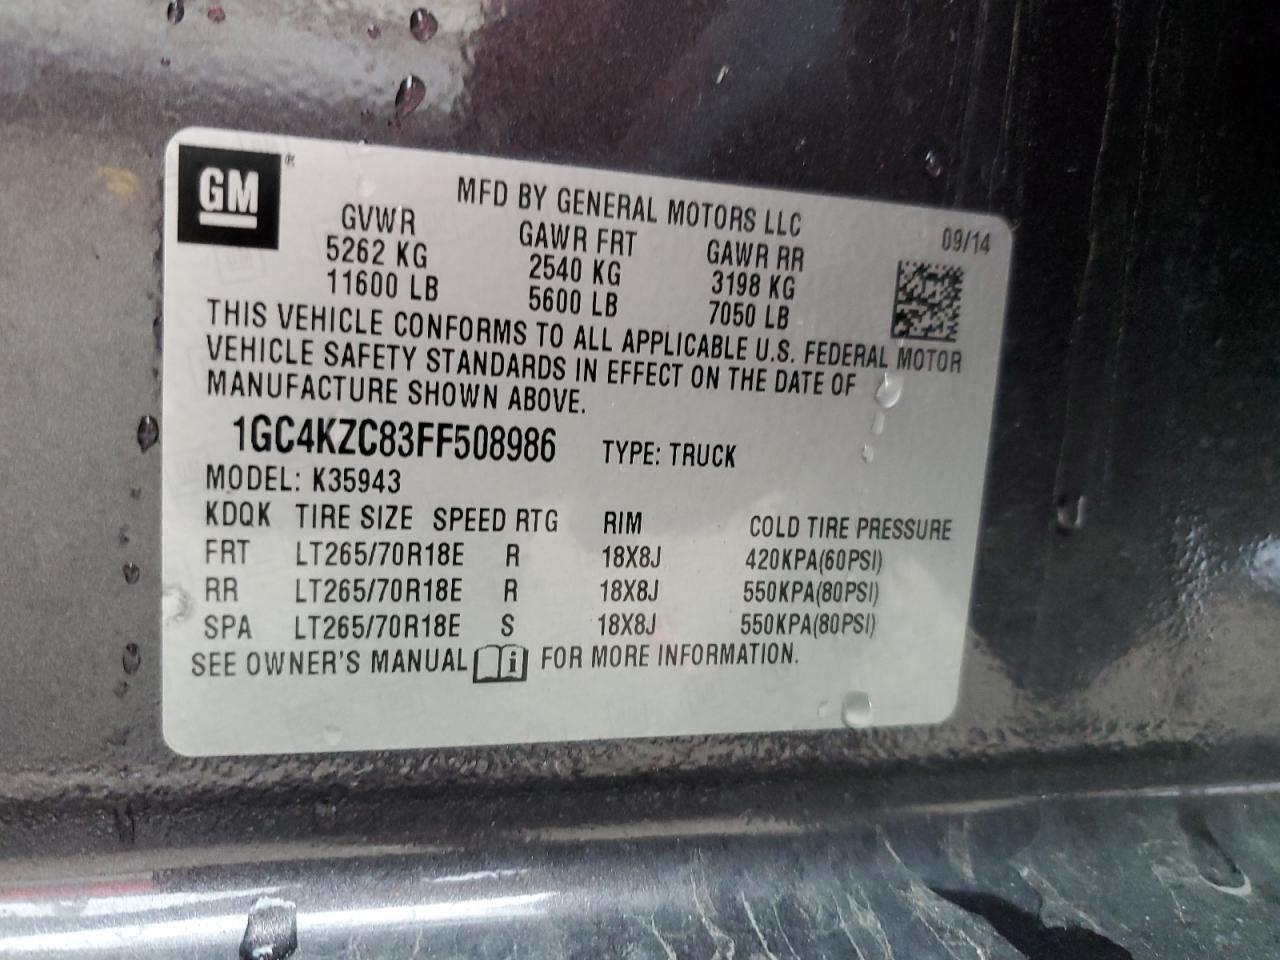 GM ®
MFD BY GENERAL MOTORS LLC
09/14
GVWR GAWR FRT GAWR RR
5262 KG 2540 KG 3198 KG
11600 LB 5600 LB 7050 LB
THIS VEHICLE CONFORMS TO ALL APPLICABLE U.S. FEDERAL MOTOR
VEHICLE SAFETY STANDARDS IN EFFECT ON THE DATE OF
MANUFACTURE SHOWN ABOVE.
1GC4KZC83FF508986 TYPE: TRUCK
MODEL: K35943
KDQK TIRE SIZE SPEED RTG RIM COLD TIRE PRESSURE
FRT LT265/70R18E R 18X8J 420KPA(60PSI)
RR LT265/70R18E R 18X8J 550KPA(80PSI)
SPA LT265/70R18E S 18X8J 550KPA(80PSI)
SEE OWNER'S MANUAL i FOR MORE INFORMATION.